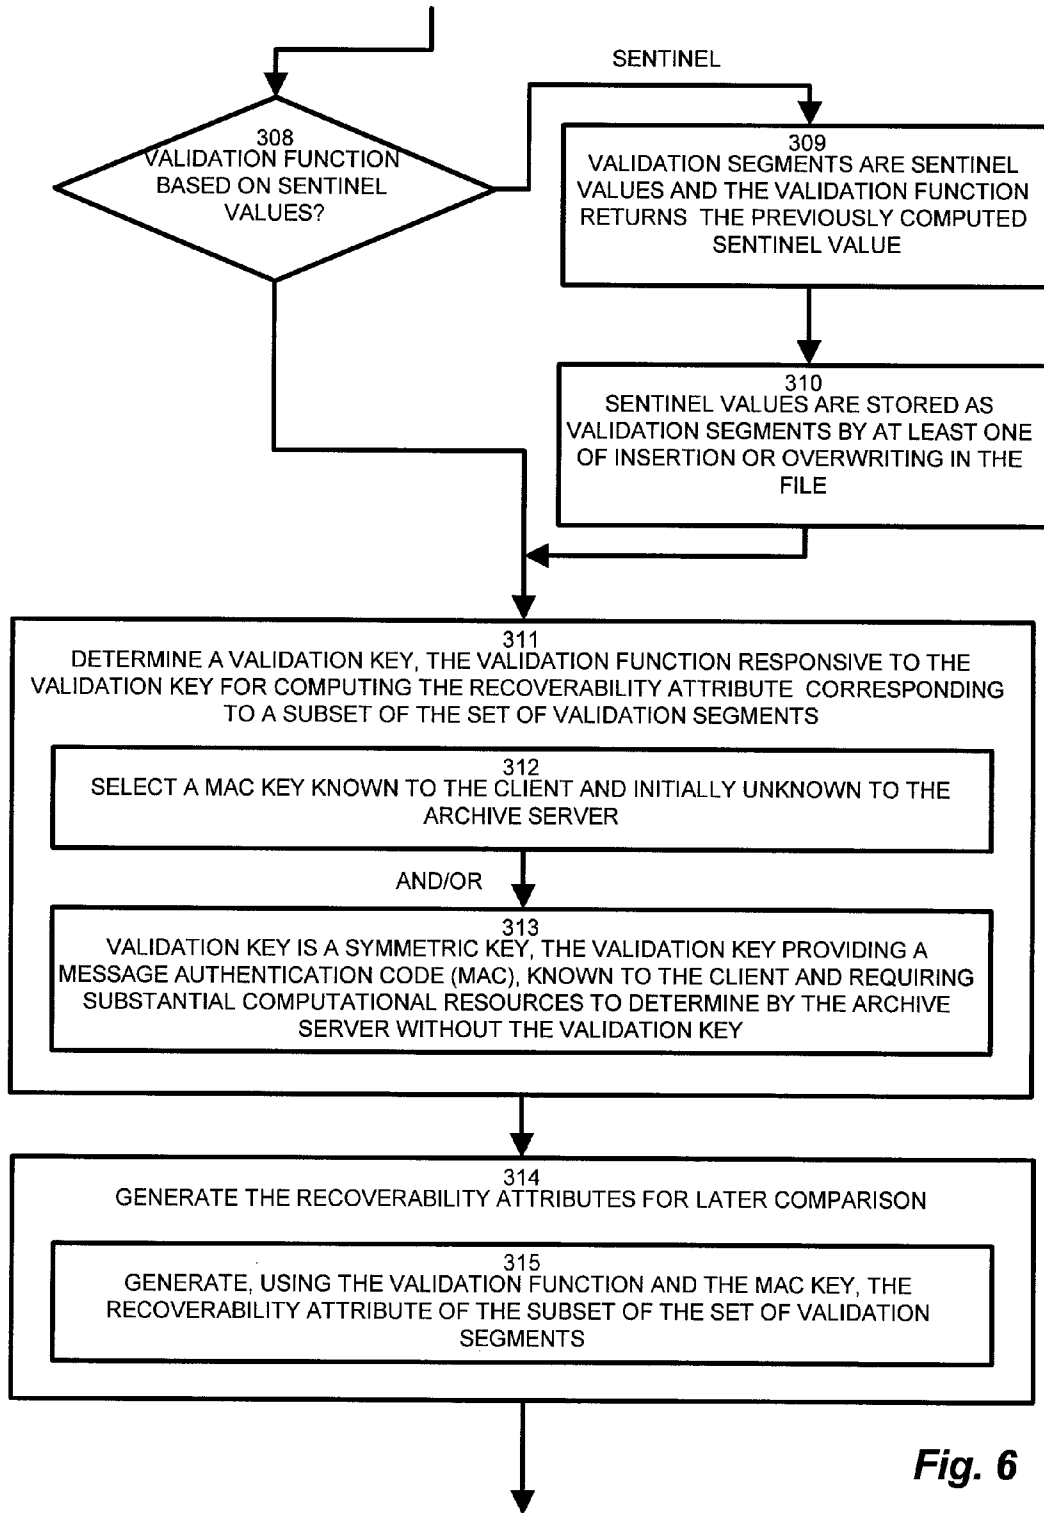 SENTINEL
308
VALIDATION FUNCTION
BASED ON SENTINEL
VALUES?
309
VALIDATION SEGMENTS ARE SENTINEL
VALUES AND THE VALIDATION FUNCTION
RETURNS THE PREVIOUSLY COMPUTED
SENTINEL VALUE
310
SENTINEL VALUES ARE STORED AS
VALIDATION SEGMENTS BY AT LEAST ONE
OF INSERTION OR OVERWRITING IN THE
FILE
311
DETERMINE A VALIDATION KEY, THE VALIDATION FUNCTION RESPONSIVE TO THE
VALIDATION KEY FOR COMPUTING THE RECOVERABILITY ATTRIBUTE CORRESPONDING
TO A SUBSET OF THE SET OF VALIDATION SEGMENTS
312
SELECT A MAC KEY KNOWN TO THE CLIENT AND INITIALLY UNKNOWN TO THE
ARCHIVE SERVER
AND/OR
313
VALIDATION KEY IS A SYMMETRIC KEY, THE VALIDATION KEY PROVIDING A
MESSAGE AUTHENTICATION CODE (MAC), KNOWN TO THE CLIENT AND REQUIRING
SUBSTANTIAL COMPUTATIONAL RESOURCES TO DETERMINE BY THE ARCHIVE
SERVER WITHOUT THE VALIDATION KEY
314
GENERATE THE RECOVERABILITY ATTRIBUTES FOR LATER COMPARISON
315
GENERATE, USING THE VALIDATION FUNCTION AND THE MAC KEY, THE
RECOVERABILITY ATTRIBUTE OF THE SUBSET OF THE SET OF VALIDATION
SEGMENTS
Fig. 6